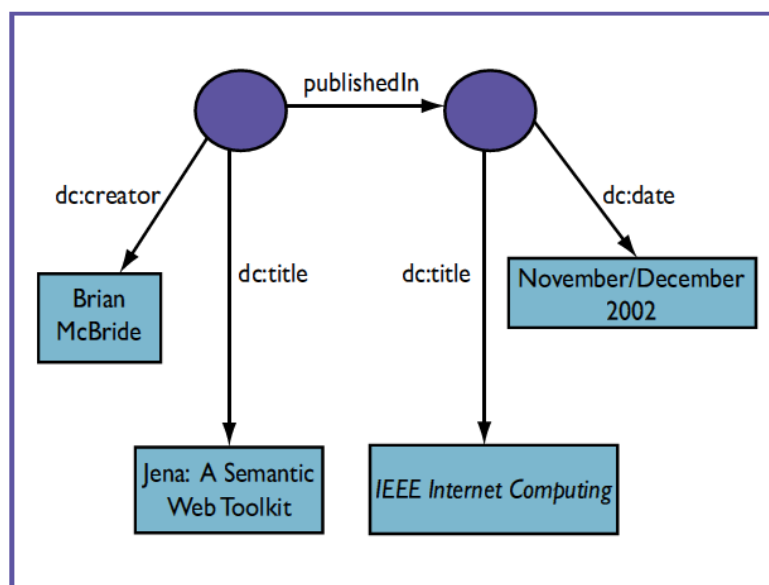 publishedIn
dc:creator
dc:date
dc:title
dc:title
Brian
McBride
November/December
2002
Jena: A Semantic
Web Toolkit
IEEE Internet Computing